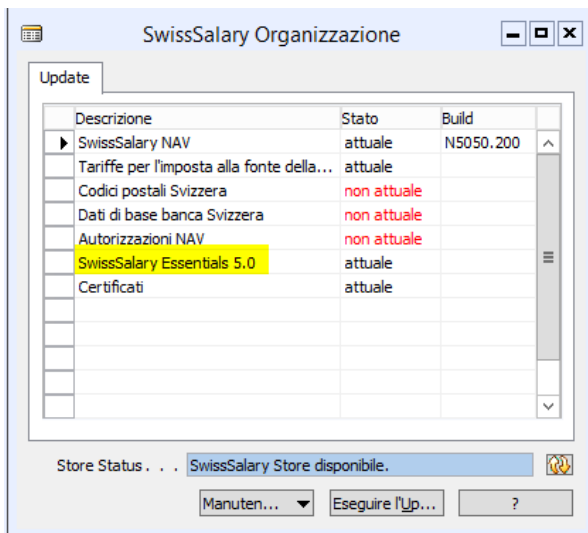 SwissSalary Organizzazione
Update
Descrizione Stato Build
SwissSalary NAV attuale N5050.200
Tariffe per l'imposta alla fonte della... attuale
Codici postali Svizzera non attuale
Dati di base banca Svizzera non attuale
Autorizzazioni NAV non attuale
SwissSalary Essentials 5.0 attuale
Certificati attuale
Store Status . . . SwissSalary Store disponibile.
Manuten... Eseguire l'Up... ?